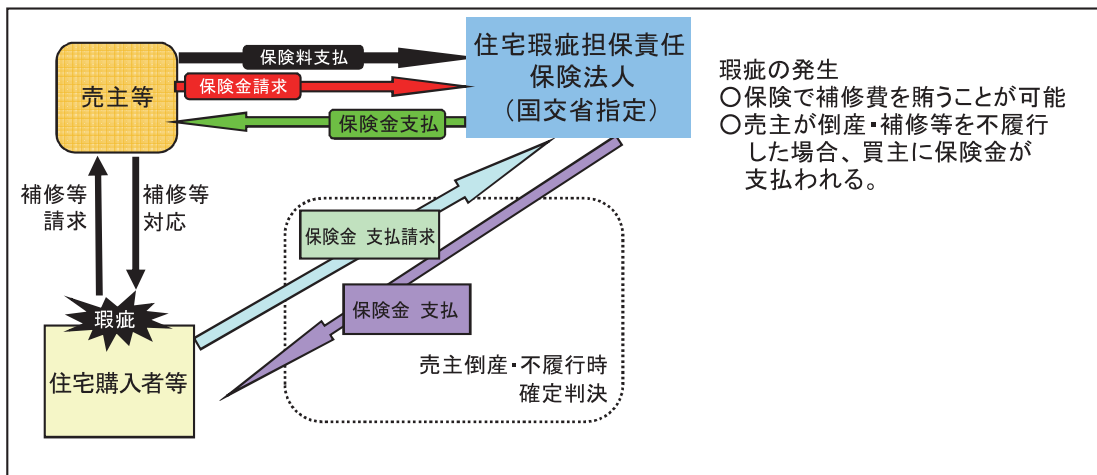 売主等
保険料支払
保険金請求
保険金支払
住宅瑕疵担保責任
保険法人
(国交省指定)
瑕疵の発生
〇保険で補修費を賄うことが可能
〇売主が倒産・補修等を不履行
した場合、買主に保険金が
支払われる。
補修等
請求
補修等
対応
保険金 支払請求
保険金 支払
瑕疵
住宅購入者等
売主倒産・不履行時
確定判決